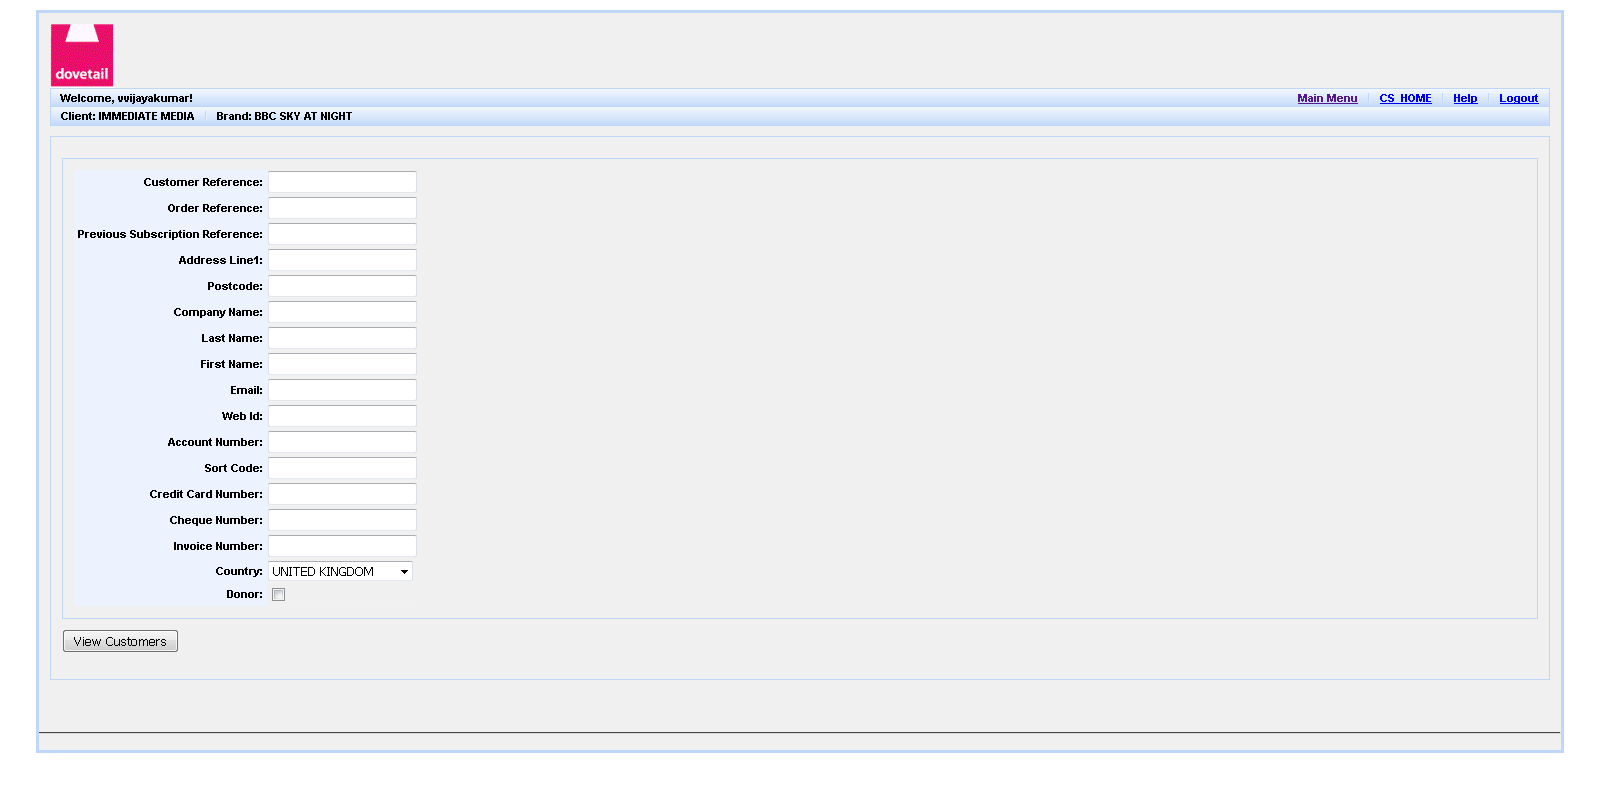 dovetail
Welcome, vvijayakumar! Main Menu CS_HOME Help Logout
Client: IMMEDIATE MEDIA Brand: BBC SKY AT NIGHT
Customer Reference:
Order Reference:
Previous Subscription Reference:
Address Line1:
Postcode:
Company Name:
Last Name:
First Name:
Email:
Web Id:
Account Number:
Sort Code:
Credit Card Number:
Cheque Number:
Invoice Number:
Country: UNITED KINGDOM
Donor:
View Customers